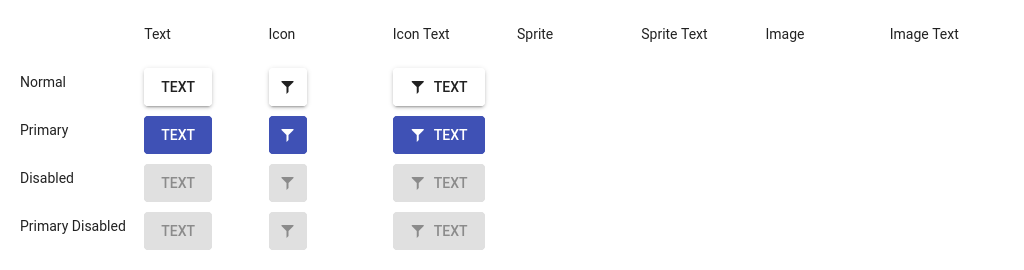 Text Icon Icon Text Sprite Sprite Text Image Image Text
Normal TEXT TEXT
Primary TEXT TEXT
Disabled TEXT TEXT
Primary Disabled TEXT TEXT